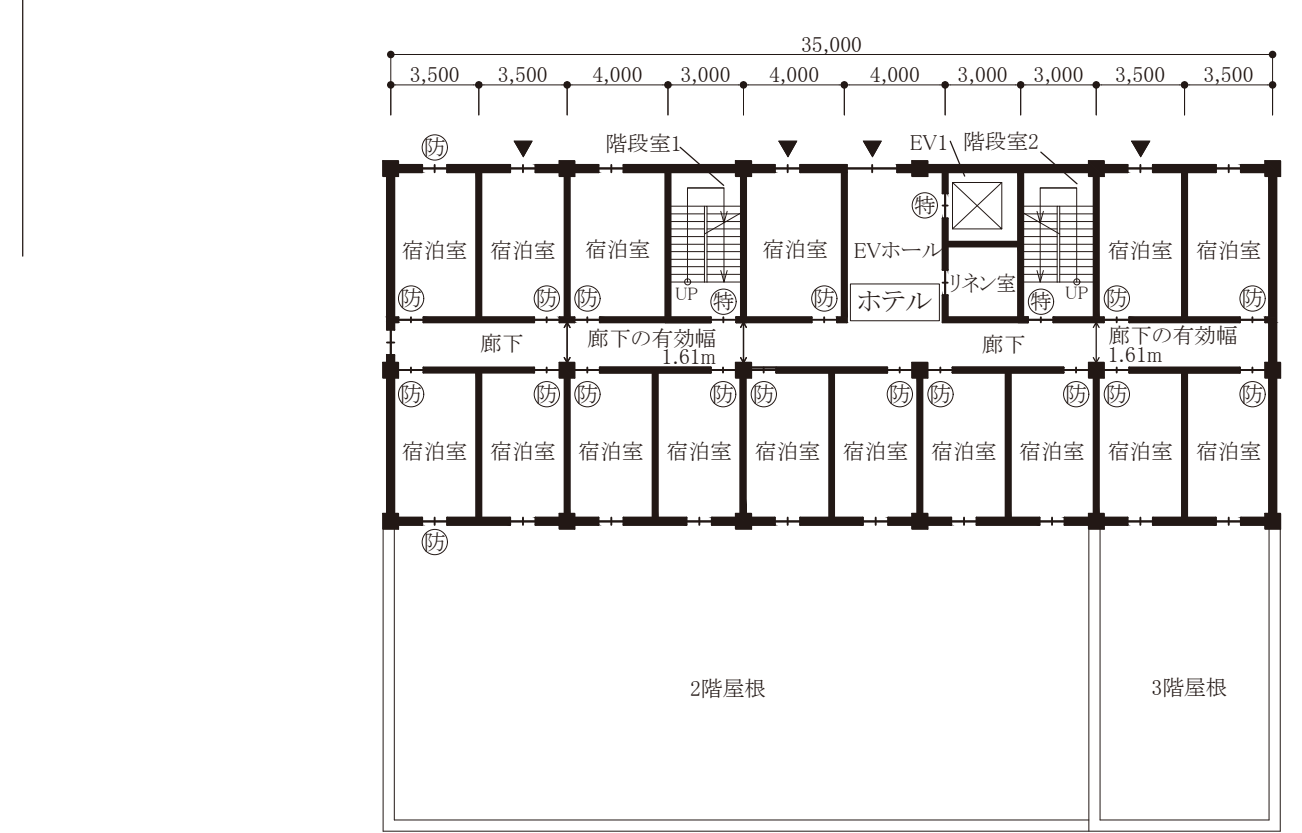 35,000
3,500 3,500 4,000 3,000 4,000 4,000 3,000 3,000 3,500 3,500
防 階段室1 EV1 階段室2
特
宿泊室 宿泊室 宿泊室 宿泊室 EVホール 宿泊室 宿泊室
リネン室
UP UP
防 防 防 特 防 ホテル 特 防 防
廊下 廊下の有効幅 廊下 廊下の有効幅
1.61m 1.61m
防 防 防 防 防 防 防 防 防 防
宿泊室 宿泊室 宿泊室 宿泊室 宿泊室 宿泊室 宿泊室 宿泊室 宿泊室 宿泊室
防
2階屋根 3階屋根